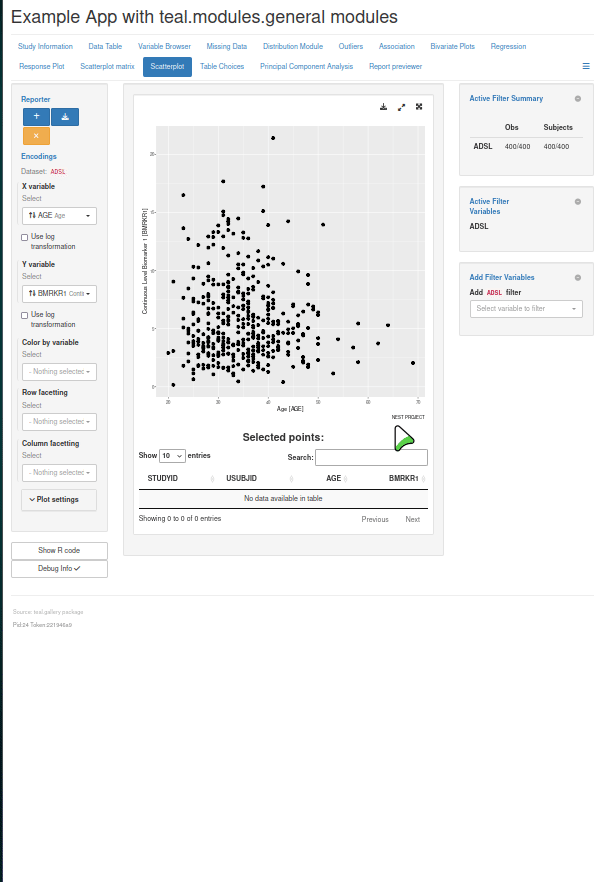 Example App with teal.modules.general modules
Study Information Data Table Variable Browser Missing Data Distribution Module Outliers Association Bivariate Plots Regression
Response Plot Scatterplot matrix Scatterplot Table Choices Principal Component Analysis Report previewer
Reporter
Encodings
Dataset: ADSL
X variable
Select
AGE Age
Use log
transformation
Y variable
Select
BMRKR1 Conti
Use log
transformation
Color by variable
Select
- Nothing selected
Row facetting
Select
- Nothing selected
Column facetting
Select
- Nothing selected
Plot settings
Show R code
Debug Info
Continuous Level Biomarker 1 [BMRKR1]
20 30 40 50 60 70
Age [AGE]
NEST PROJECT
Selected points:
Show 10 entries
Search:
STUDYID USUBJID AGE BMRKR1
No data available in table
Showing 0 to 0 of 0 entries
Previous Next
Active Filter Summary
Obs Subjects
ADSL 400/400 400/400
Active Filter
Variables
ADSL
Add Filter Variables
Add ADSL filter
Select variable to filter
Source: teal.gallery package